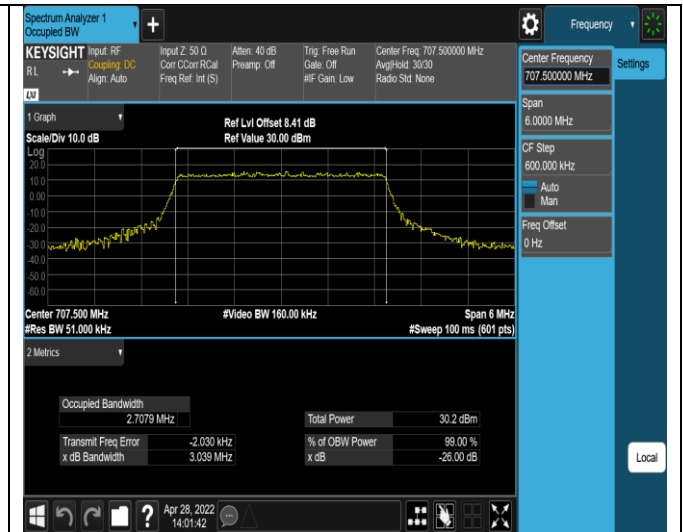 Spectrum Analyzer 1
Occupied BW
+
Frequency
KEYSIGHT
R L
LXI
Input: RF
Coupling: DC
Align: Auto
Input Z: 50 Ω
Corr CCorr RCal
Freq Ref: Int (S)
Atten: 40 dB
Preamp: Off
Trig: Free Run
Gate: Off
#IF Gain: Low
Center Freq: 707.500000 MHz
Avg|Hold: 30/30
Radio Std: None
Center Frequency
707.500000 MHz
Settings
Span
6.0000 MHz
CF Step
600.000 kHz
Auto
Man
Freq Offset
0 Hz
1 Graph
Scale/Div 10.0 dB
Ref Lvl Offset 8.41 dB
Ref Value 30.00 dBm
Log
20.0
10.0
0.00
-10.0
-20.0
-30.0
-40.0
-50.0
-60.0
Center 707.500 MHz
#Video BW 160.00 kHz
Span 6 MHz
#Res BW 51.000 kHz
#Sweep 100 ms (601 pts)
2 Metrics
Occupied Bandwidth
2.7079 MHz
Total Power 30.2 dBm
Transmit Freq Error -2.030 kHz
% of OBW Power 99.00 %
x dB Bandwidth 3.039 MHz
x dB -26.00 dB
Local
?
Apr 28, 2022
14:01:42